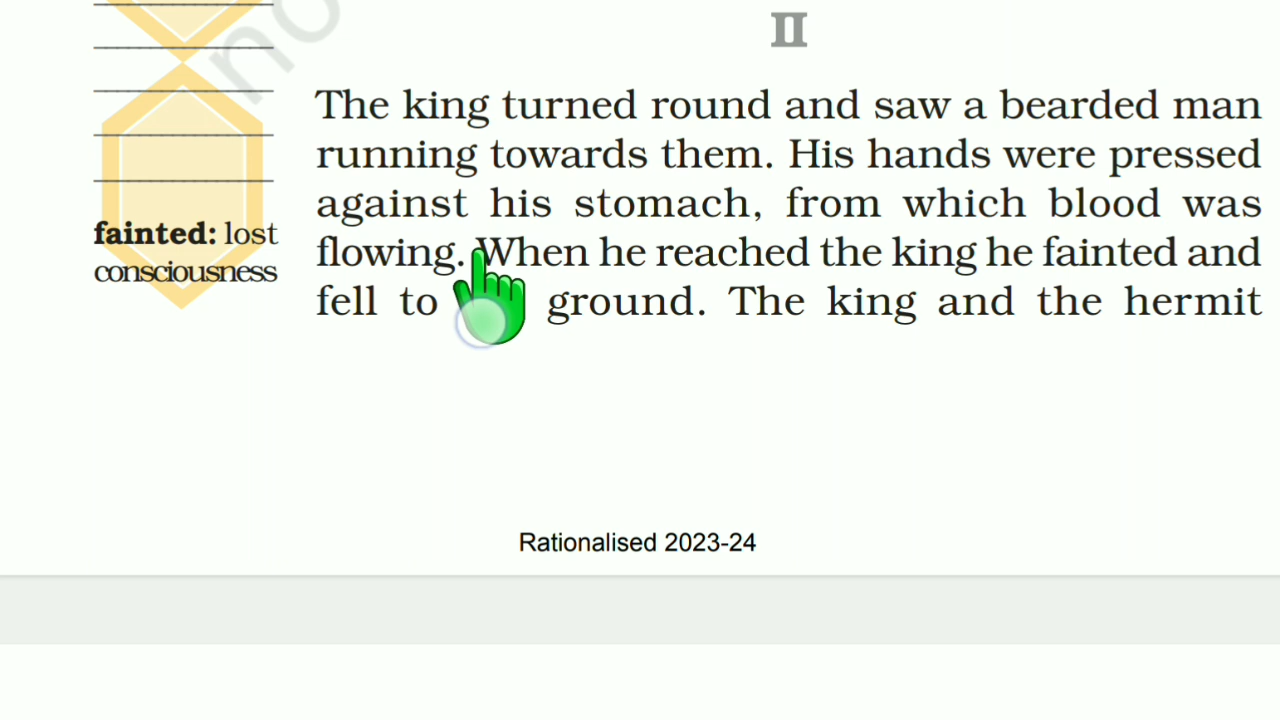 no
II
The king turned round and saw a bearded man
running towards them. His hands were pressed
against his stomach, from which blood was
fainted: lost
flowing. When he reached the king he fainted and
consciousness
fell to ground. The king and the hermit
Rationalised 2023-24